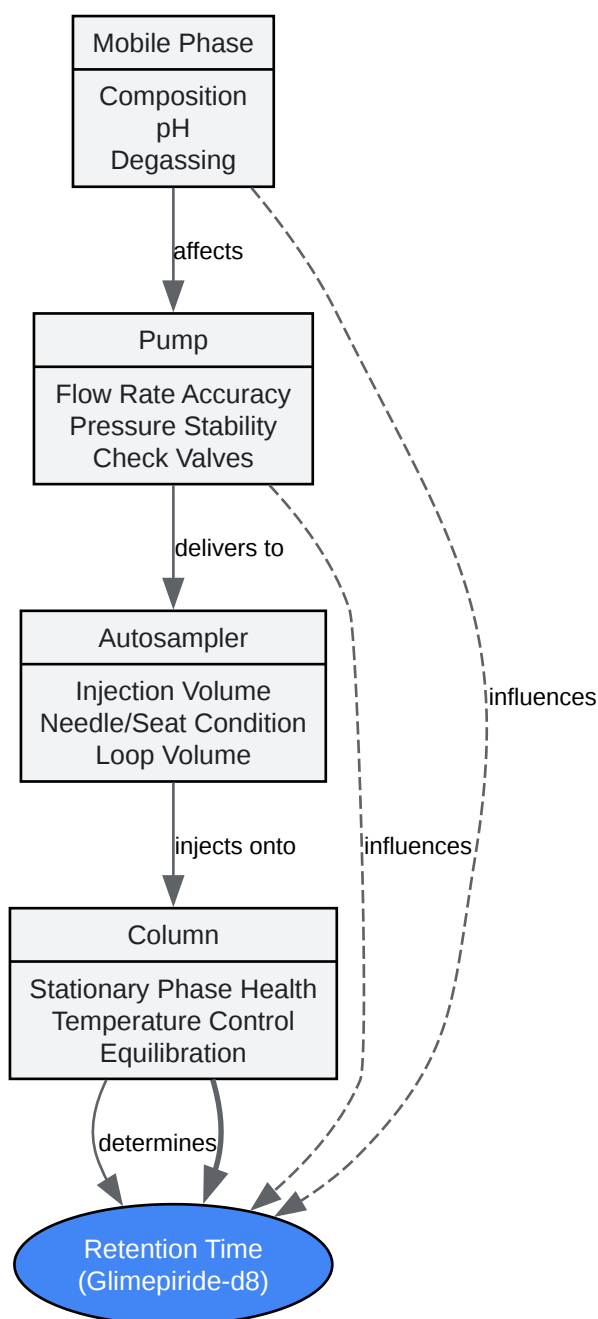 Mobile Phase
Composition
pH
Degassing
affects
Pump
Flow Rate Accuracy
Pressure Stability
Check Valves
delivers to
Autosampler
Injection Volume
Needle/Seat Condition
Loop Volume
influences
injects onto
influences
Column
Stationary Phase Health
Temperature Control
Equilibration
determines
Retention Time
(Glimepiride-d8)